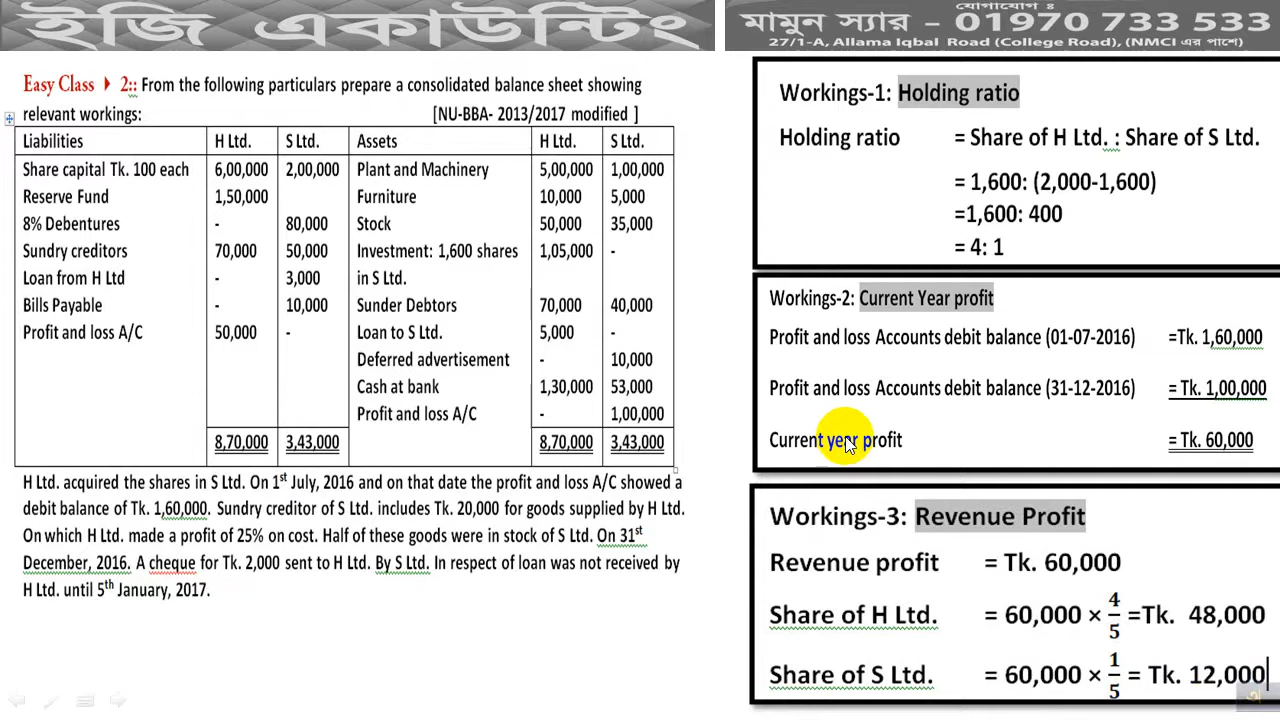 ইজি একাউন্টিং
যোগাযোগঃ
মামুন স্যার – 01970 733 533
27/1-A, Allama Iqbal Road (College Road), (NMCI এর পাশে)
Easy Class 2:: From the following particulars prepare a consolidated balance sheet showing
relevant workings: [NU-BBA- 2013/2017 modified ]
Liabilities H Ltd. S Ltd. Assets H Ltd. S Ltd.
Share capital Tk. 100 each 6,00,000 2,00,000 Plant and Machinery 5,00,000 1,00,000
Reserve Fund 1,50,000 Furniture 10,000 5,000
8% Debentures - 80,000 Stock 50,000 35,000
Sundry creditors 70,000 50,000 Investment: 1,600 shares 1,05,000 -
Loan from H Ltd - 3,000 in S Ltd.
Bills Payable - 10,000 Sunder Debtors 70,000 40,000
Profit and loss A/C 50,000 - Loan to S Ltd. 5,000 -
Deferred advertisement - 10,000
Cash at bank 1,30,000 53,000
Profit and loss A/C - 1,00,000
8,70,000 3,43,000 8,70,000 3,43,000
H Ltd. acquired the shares in S Ltd. On 1st July, 2016 and on that date the profit and loss A/C showed a
debit balance of Tk. 1,60,000. Sundry creditor of S Ltd. includes Tk. 20,000 for goods supplied by H Ltd.
On which H Ltd. made a profit of 25% on cost. Half of these goods were in stock of S Ltd. On 31st
December, 2016. A cheque for Tk. 2,000 sent to H Ltd. By S Ltd. In respect of loan was not received by
H Ltd. until 5th January, 2017.
Workings-1: Holding ratio
Holding ratio = Share of H Ltd. : Share of S Ltd.
= 1,600: (2,000-1,600)
=1,600: 400
= 4: 1
Workings-2: Current Year profit
Profit and loss Accounts debit balance (01-07-2016) =Tk. 1,60,000
Profit and loss Accounts debit balance (31-12-2016) = Tk. 1,00,000
Current year profit = Tk. 60,000
Workings-3: Revenue Profit
Revenue profit = Tk. 60,000
Share of H Ltd. = 60,000 × 4/5 =Tk. 48,000
Share of S Ltd. = 60,000 × 1/5 = Tk. 12,000